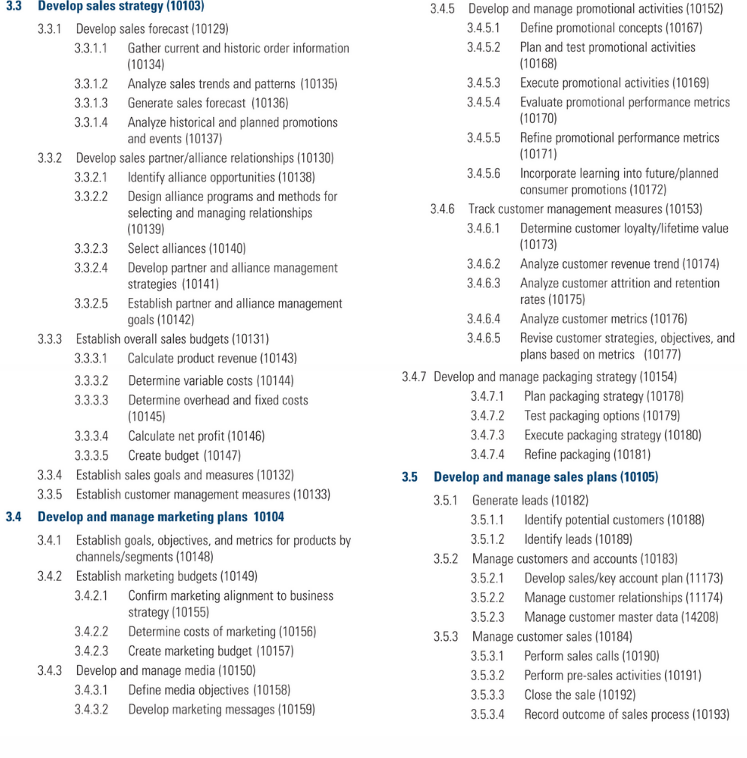 3.3 Develop sales strategy (10103)
3.3.1 Develop sales forecast (10129)
3.3.1.1 Gather current and historic order information
(10134)
3.3.1.2 Analyze sales trends and patterns (10135)
3.3.1.3 Generate sales forecast (10136)
3.3.1.4 Analyze historical and planned promotions
and events (10137)
3.3.2 Develop sales partner/alliance relationships (10130)
3.3.2.1 Identify alliance opportunities (10138)
3.3.2.2 Design alliance programs and methods for
selecting and managing relationships
(10139)
3.3.2.3 Select alliances (10140)
3.3.2.4 Develop partner and alliance management
strategies (10141)
3.3.2.5 Establish partner and alliance management
goals (10142)
3.3.3 Establish overall sales budgets (10131)
3.3.3.1 Calculate product revenue (10143)
3.3.3.2 Determine variable costs (10144)
3.3.3.3 Determine overhead and fixed costs
(10145)
3.3.3.4 Calculate net profit (10146)
3.3.3.5 Create budget (10147)
3.3.4 Establish sales goals and measures (10132)
3.3.5 Establish customer management measures (10133)
3.4 Develop and manage marketing plans 10104
3.4.1 Establish goals, objectives, and metrics for products by
channels/segments (10148)
3.4.2 Establish marketing budgets (10149)
3.4.2.1 Confirm marketing alignment to business
strategy (10155)
3.4.2.2 Determine costs of marketing (10156)
3.4.2.3 Create marketing budget (10157)
3.4.3 Develop and manage media (10150)
3.4.3.1 Define media objectives (10158)
3.4.3.2 Develop marketing messages (10159)
3.4.5 Develop and manage promotional activities (10152)
3.4.5.1 Define promotional concepts (10167)
3.4.5.2 Plan and test promotional activities
(10168)
3.4.5.3 Execute promotional activities (10169)
3.4.5.4 Evaluate promotional performance metrics
(10170)
3.4.5.5 Refine promotional performance metrics
(10171)
3.4.5.6 Incorporate learning into future/planned
consumer promotions (10172)
3.4.6 Track customer management measures (10153)
3.4.6.1 Determine customer loyalty/lifetime value
(10173)
3.4.6.2 Analyze customer revenue trend (10174)
3.4.6.3 Analyze customer attrition and retention
rates (10175)
3.4.6.4 Analyze customer metrics (10176)
3.4.6.5 Revise customer strategies, objectives, and
plans based on metrics (10177)
3.4.7 Develop and manage packaging strategy (10154)
3.4.7.1 Plan packaging strategy (10178)
3.4.7.2 Test packaging options (10179)
3.4.7.3 Execute packaging strategy (10180)
3.4.7.4 Refine packaging (10181)
3.5 Develop and manage sales plans (10105)
3.5.1 Generate leads (10182)
3.5.1.1 Identify potential customers (10188)
3.5.1.2 Identify leads (10189)
3.5.2 Manage customers and accounts (10183)
3.5.2.1 Develop sales/key account plan (11173)
3.5.2.2 Manage customer relationships (11174)
3.5.2.3 Manage customer master data (14208)
3.5.3 Manage customer sales (10184)
3.5.3.1 Perform sales calls (10190)
3.5.3.2 Perform pre-sales activities (10191)
3.5.3.3 Close the sale (10192)
3.5.3.4 Record outcome of sales process (10193)